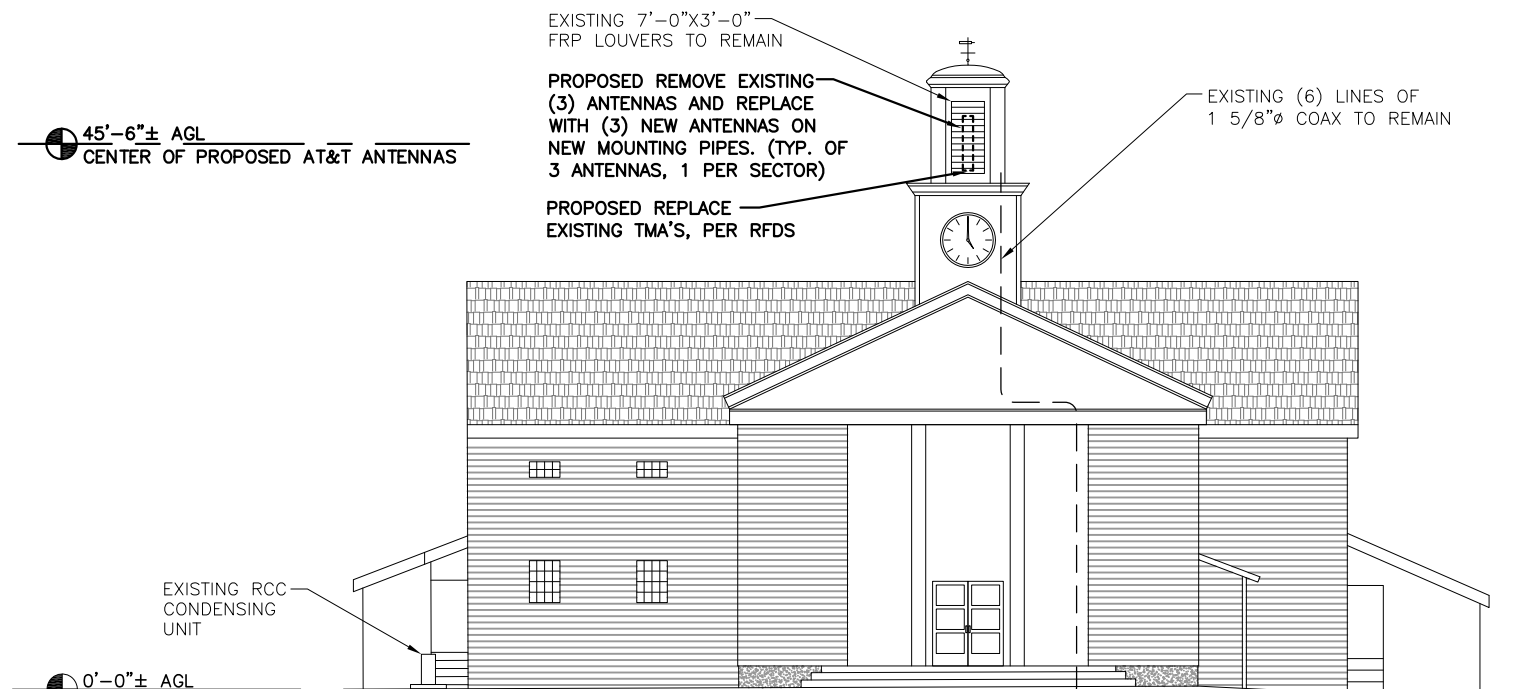 EXISTING 7'-0"X3'-0"
FRP LOUVERS TO REMAIN
PROPOSED REMOVE EXISTING
(3) ANTENNAS AND REPLACE
WITH (3) NEW ANTENNAS ON
NEW MOUNTING PIPES. (TYP. OF
3 ANTENNAS, 1 PER SECTOR)
PROPOSED REPLACE
EXISTING TMA'S, PER RFDS
EXISTING (6) LINES OF
1 5/8"ø COAX TO REMAIN
45'-6"± AGL
CENTER OF PROPOSED AT&T ANTENNAS
EXISTING RCC
CONDENSING
UNIT
0'-0"± AGL